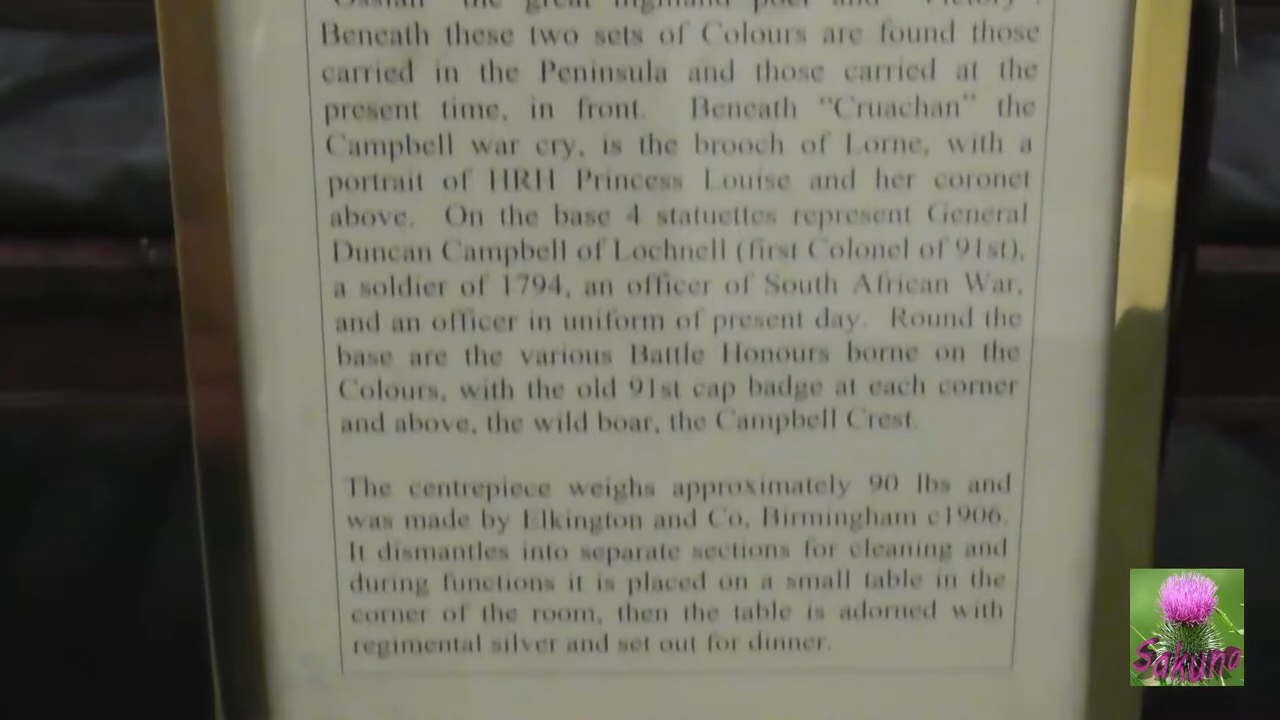 "Ossian" the great highland poet and "Victory".
Beneath these two sets of Colours are found those
carried in the Peninsula and those carried at the
present time, in front. Beneath “Cruachan” the
Campbell war cry, is the brooch of Lorne, with a
portrait of HRH Princess Louise and her coronet
above. On the base 4 statuettes represent General
Duncan Campbell of Lochnell (first Colonel of 91st),
a soldier of 1794, an officer of South African War,
and an officer in uniform of present day. Round the
base are the various Battle Honours borne on the
Colours, with the old 91st cap badge at each corner
and above, the wild boar, the Campbell Crest.
The centrepiece weighs approximately 90 lbs and
was made by Elkington and Co, Birmingham c1906.
It dismantles into separate sections for cleaning and
during functions it is placed on a small table in the
corner of the room, then the table is adorned with
regimental silver and set out for dinner.
Sakuno